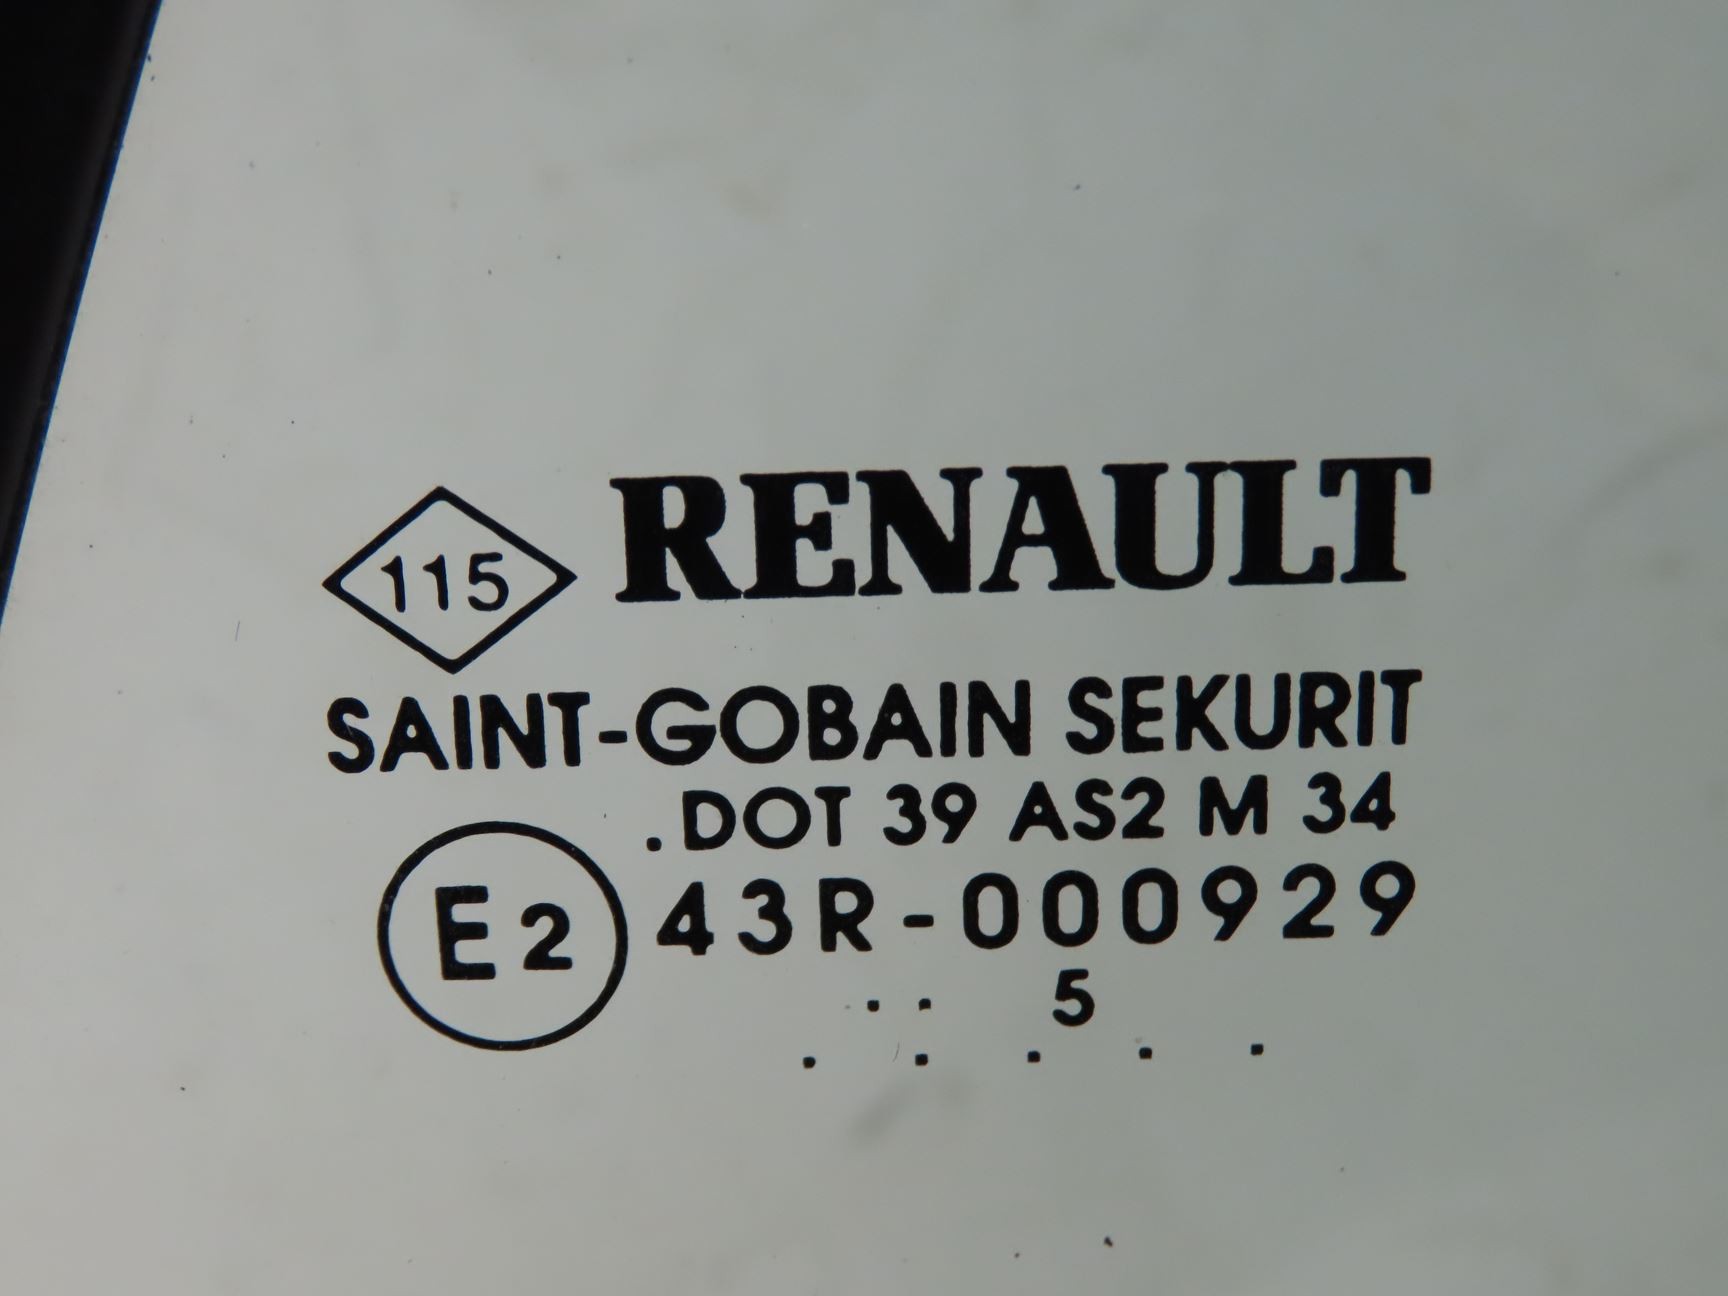 115 RENAULT
SAINT-GOBAIN SEKURIT
.DOT 39 AS2 M 34
E2 43R-000929
.. 5
. . . . .